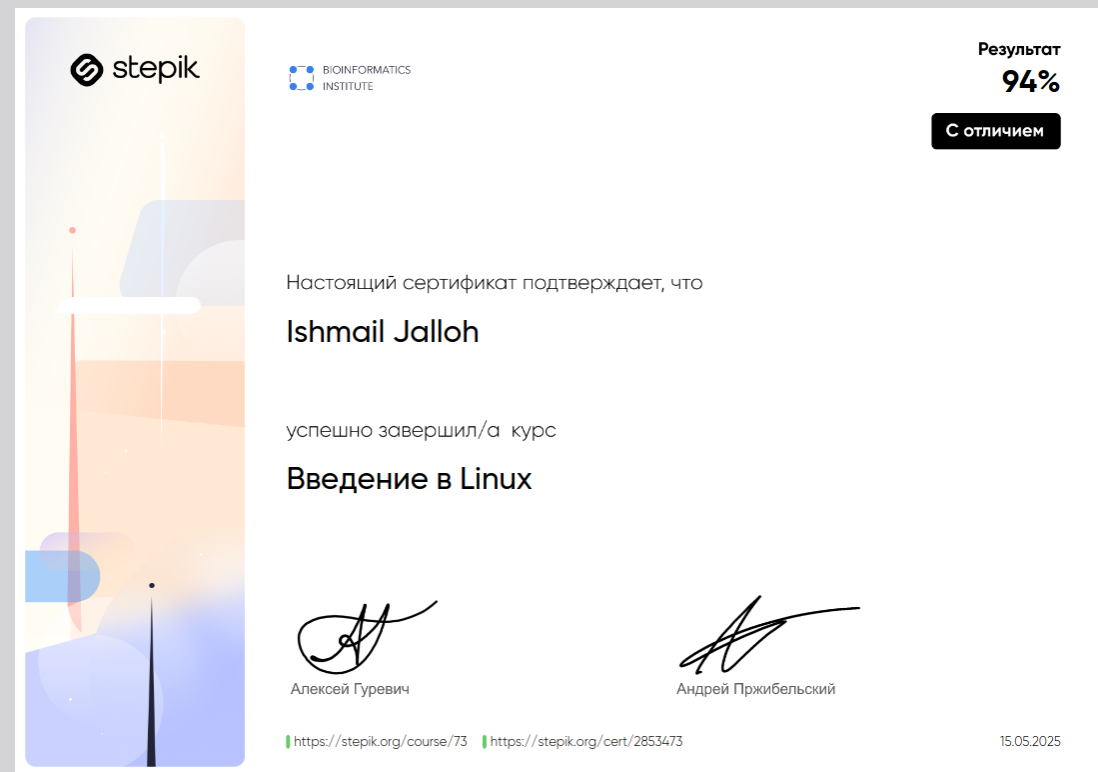 stepik
BIOINFORMATICS
INSTITUTE
Результат
94%
С отличием
Настоящий сертификат подтверждает, что
Ishmail Jalloh
успешно завершил/а курс
Введение в Linux
Алексей Гуревич
Андрей Пржибельский
https://stepik.org/course/73
https://stepik.org/cert/2853473
15.05.2025